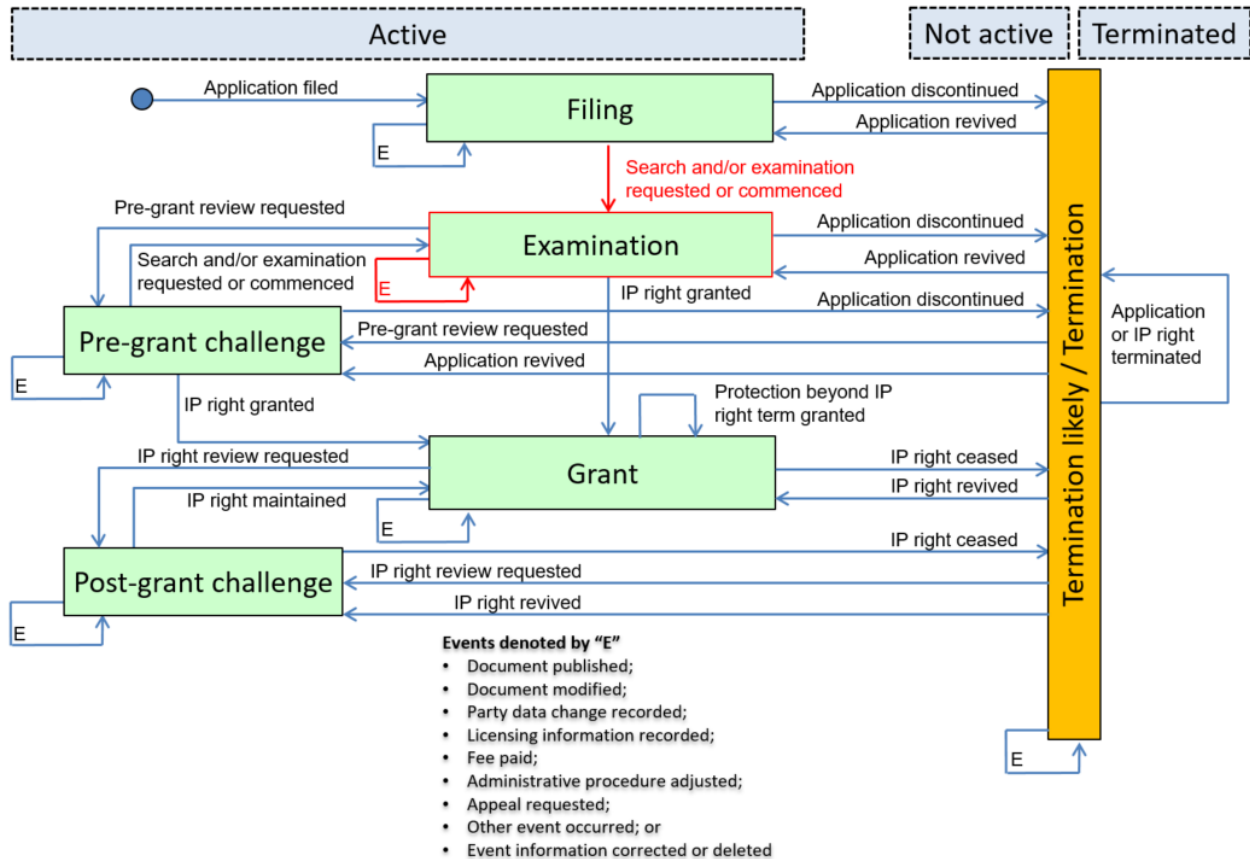 Active
Not active
Terminated
Application filed
Filing
Application discontinued
Application revived
E
Search and/or examination
requested or commenced
Pre-grant review requested
Examination
Application discontinued
Application revived
Search and/or examination
requested or commenced
E
IP right granted
Application discontinued
Application
or IP right
terminated
Pre-grant challenge
Pre-grant review requested
Application revived
E
IP right granted
Protection beyond IP
right term granted
IP right review requested
Grant
IP right ceased
IP right revived
IP right maintained
E
IP right ceased
Post-grant challenge
IP right review requested
IP right revived
E
Termination likely / Termination
E
Events denoted by “E”
• Document published;
• Document modified;
• Party data change recorded;
• Licensing information recorded;
• Fee paid;
• Administrative procedure adjusted;
• Appeal requested;
• Other event occurred; or
• Event information corrected or deleted